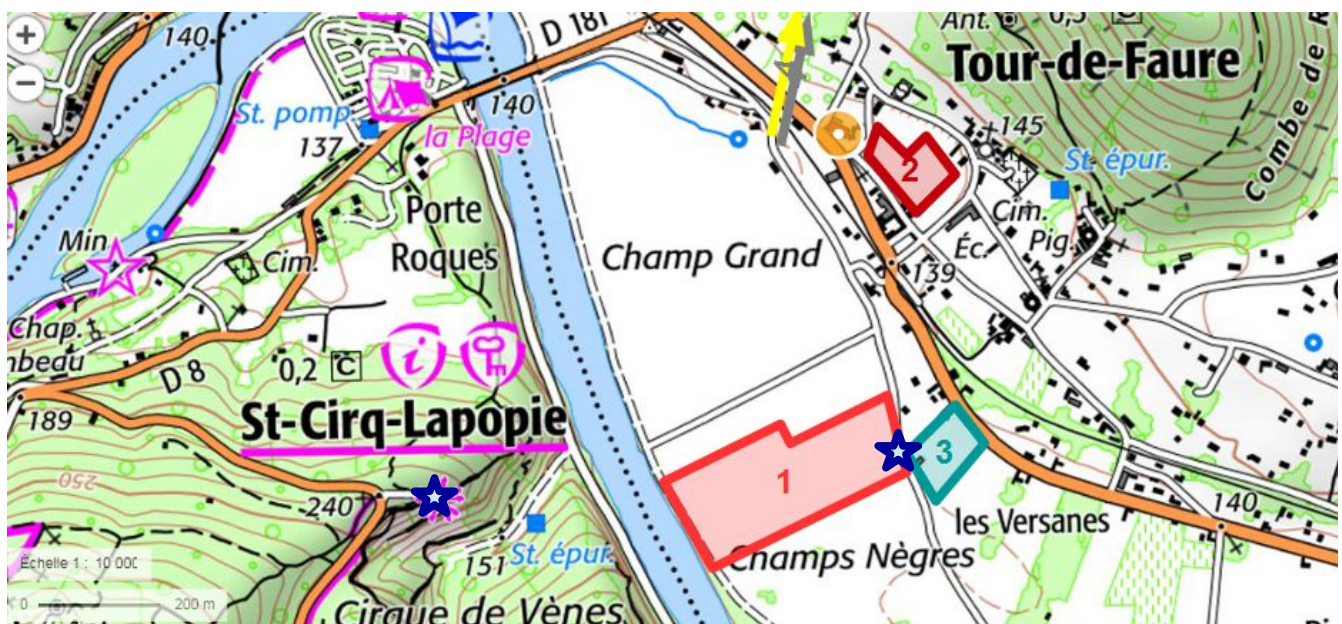 +
−
140
D 181
Ant.
0,5
C
Tour-de-Faure
Combe de R
145
St. pomp.
la Plage
137
140
2
St. épur.
Cim.
Pig.
Éc.
139
Porte
Roques
Champ Grand
Min
Cim.
Chap.
nbeau
D 8
0,2
C
i
St-Cirq-Lapopie
189
250
240
1
3
140
les Versanes
Champs Nègres
St. épur.
151
Cirque de Vènes
Échelle 1 : 10 000
0
200 m